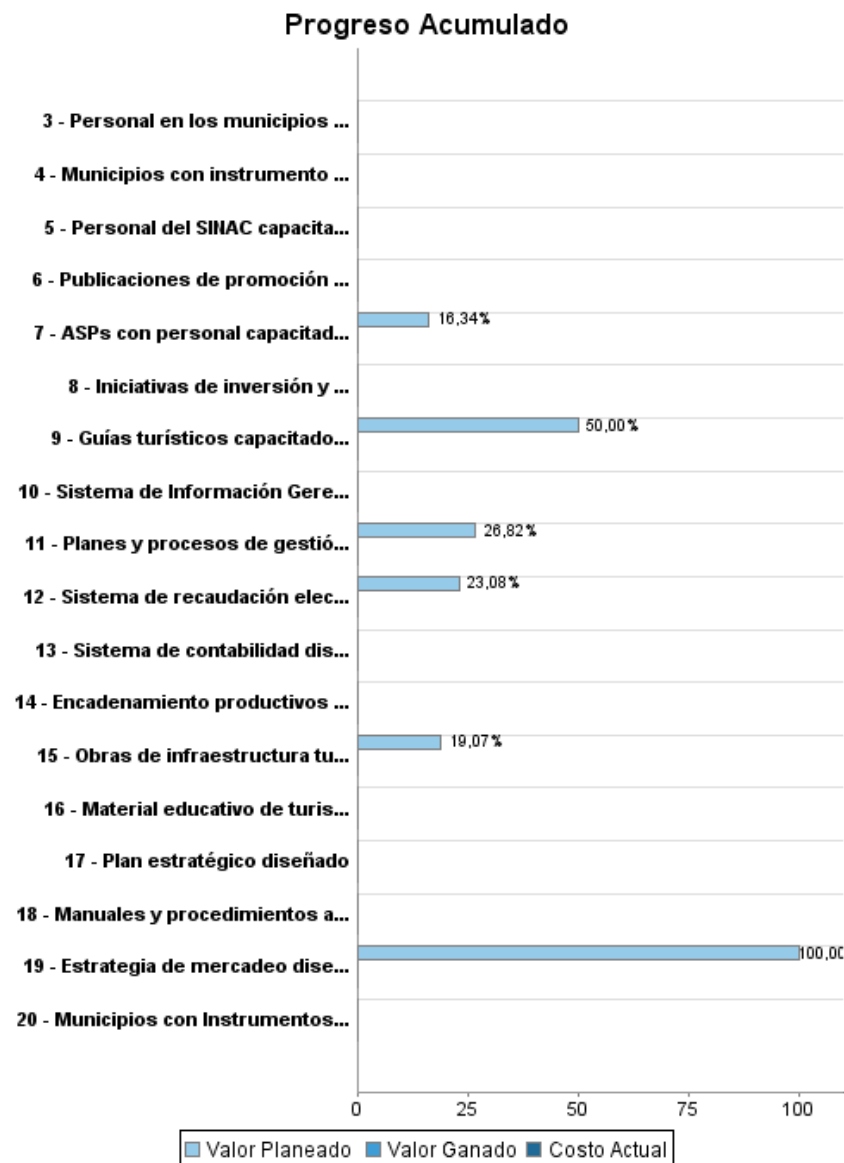 Progreso Acumulado
3 - Personal en los municipios ...
4 - Municipios con instrumento ...
5 - Personal del SINAC capacita...
6 - Publicaciones de promoción ...
7 - ASPs con personal capacitad...
16,34%
8 - Iniciativas de inversión y ...
9 - Guías turísticos capacitado...
50,00%
10 - Sistema de Información Gere...
11 - Planes y procesos de gestió...
26,82%
12 - Sistema de recaudación elec...
23,08%
13 - Sistema de contabilidad dis...
14 - Encadenamiento productivos ...
15 - Obras de infraestructura tu...
19,07%
16 - Material educativo de turis...
17 - Plan estratégico diseñado
18 - Manuales y procedimientos a...
19 - Estrategia de mercadeo dise...
100,00
20 - Municipios con Instrumentos...
0 25 50 75 100
Valor Planeado Valor Ganado Costo Actual